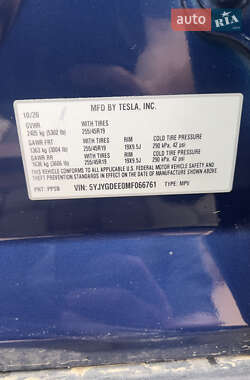 AUTO RIA
MFD BY TESLA, INC.
10/20
GVWR WITH TIRES
2405 kg (5302 lb) 255/45R19
GAWR FRT WITH TIRES RIM COLD TIRE PRESSURE
1363 kg (3004 lb) 255/45R19 19X9.5J 290 kPa, 42 psi
GAWR RR WITH TIRES RIM COLD TIRE PRESSURE
1636 kg (3606 lb) 255/45R19 19X9.5J 290 kPa, 42 psi
THIS VEHICLE CONFORMS TO ALL APPLICABLE FEDERAL MOTOR VEHICLE SAFETY
AND THEFT PREVENTION STANDARDS IN EFFECT ON THE DATE OF MANUFACTURE
SHOWN ABOVE.
PNT: PPSB VIN: 5YJYGDEE0MF066761 TYPE: MPV